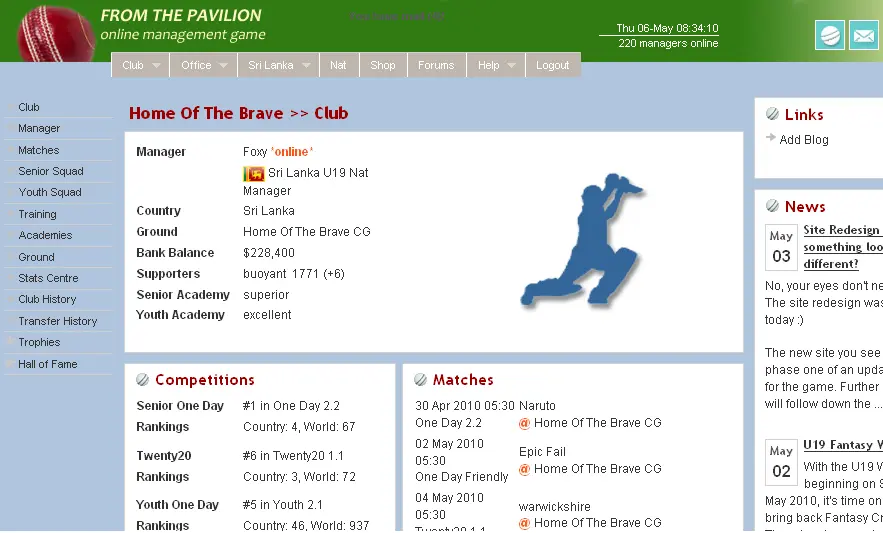 FROM THE PAVILION
online management game
Thu 06-May 08:34:10
220 managers online
Club Office Sri Lanka Nat Shop Forums Help Logout
Club
Manager
Matches
Senior Squad
Youth Squad
Training
Academies
Ground
Stats Centre
Club History
Transfer History
Trophies
Hall of Fame
Home Of The Brave >> Club
Manager Foxy *online*
Sri Lanka U19 Nat
Manager
Country Sri Lanka
Ground Home Of The Brave CG
Bank Balance $228,400
Supporters buoyant 1771 (+6)
Senior Academy superior
Youth Academy excellent
Competitions
Senior One Day #1 in One Day 2.2
Rankings Country: 4, World: 67
Twenty20 #6 in Twenty20 1.1
Rankings Country: 3, World: 72
Youth One Day #5 in Youth 2.1
Rankings Country: 46, World: 937
Matches
30 Apr 2010 05:30 Naruto
One Day 2.2 @ Home Of The Brave CG
02 May 2010
05:30 Epic Fail
One Day Friendly @ Home Of The Brave CG
04 May 2010
05:30 warwickshire
Twenty20 1.1 @ Home Of The Brave CG
Links
Add Blog
News
May
03
Site Redesign
something loo
different?
No, your eyes don't ne
The site redesign was
today :)
The new site you see
phase one of an upda
for the game. Further
will follow down the ...
May
02
U19 Fantasy W
With the U19 W
beginning on S
May 2010, it's time on
bring back Fantasy Cr